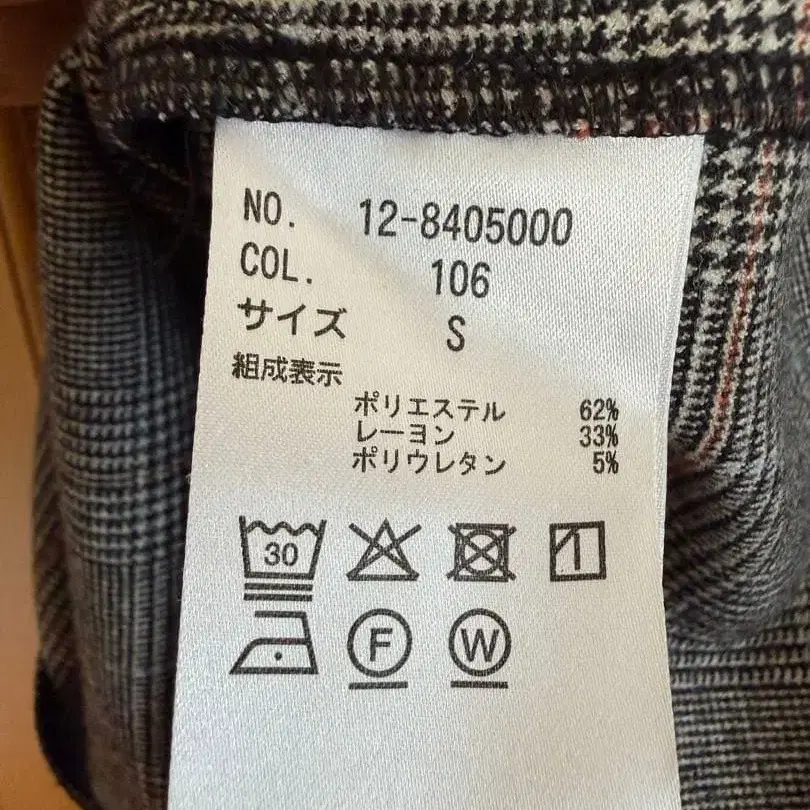 NO. 12-8405000
COL. 106
サイズ S
組成表示
ポリエステル 62%
レーヨン 33%
ポリウレタン 5%
30
F W